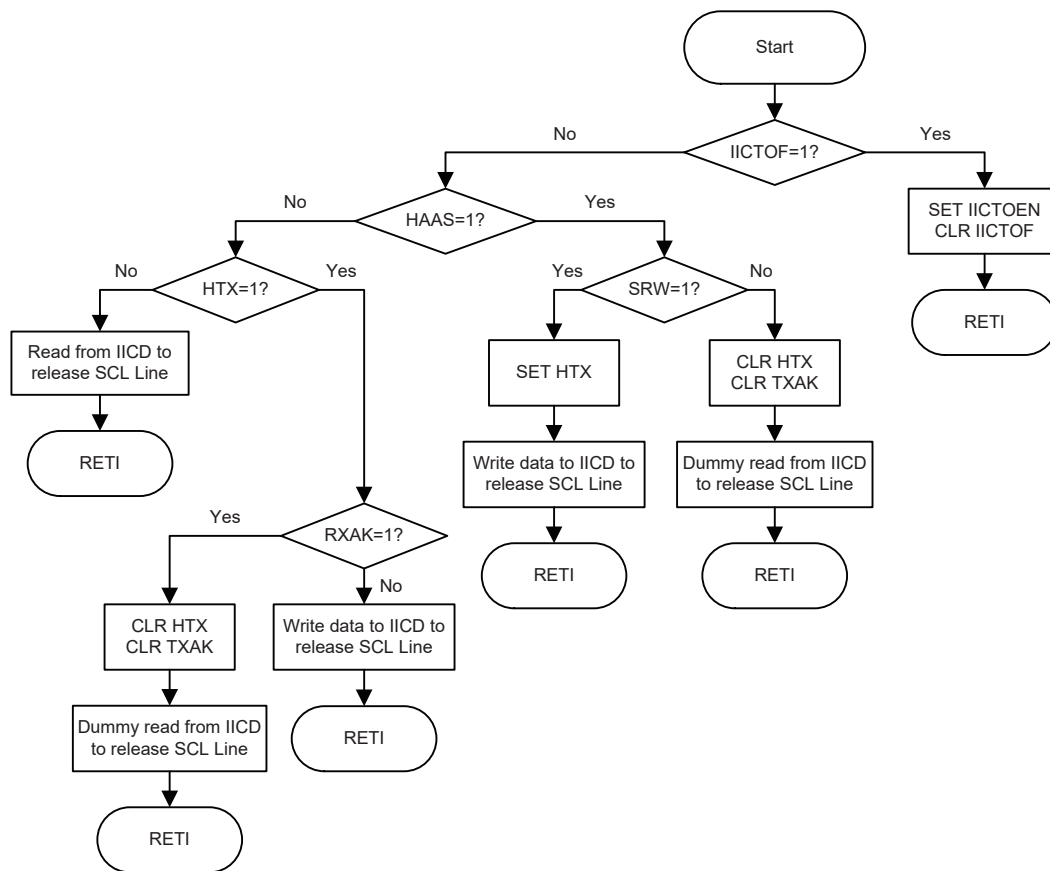 Start
No
Yes
IICTOF=1?
No
HAAS=1?
Yes
SET IICTOEN
CLR IICTOF
No
HTX=1?
Yes
Yes
SRW=1?
No
RETI
Read from IICD to
release SCL Line
SET HTX
CLR HTX
CLR TXAK
RETI
Write data to IICD to
release SCL Line
Dummy read from IICD
to release SCL Line
Yes
RXAK=1?
No
RETI
RETI
CLR HTX
CLR TXAK
Write data to IICD to
release SCL Line
Dummy read from IICD
to release SCL Line
RETI
RETI